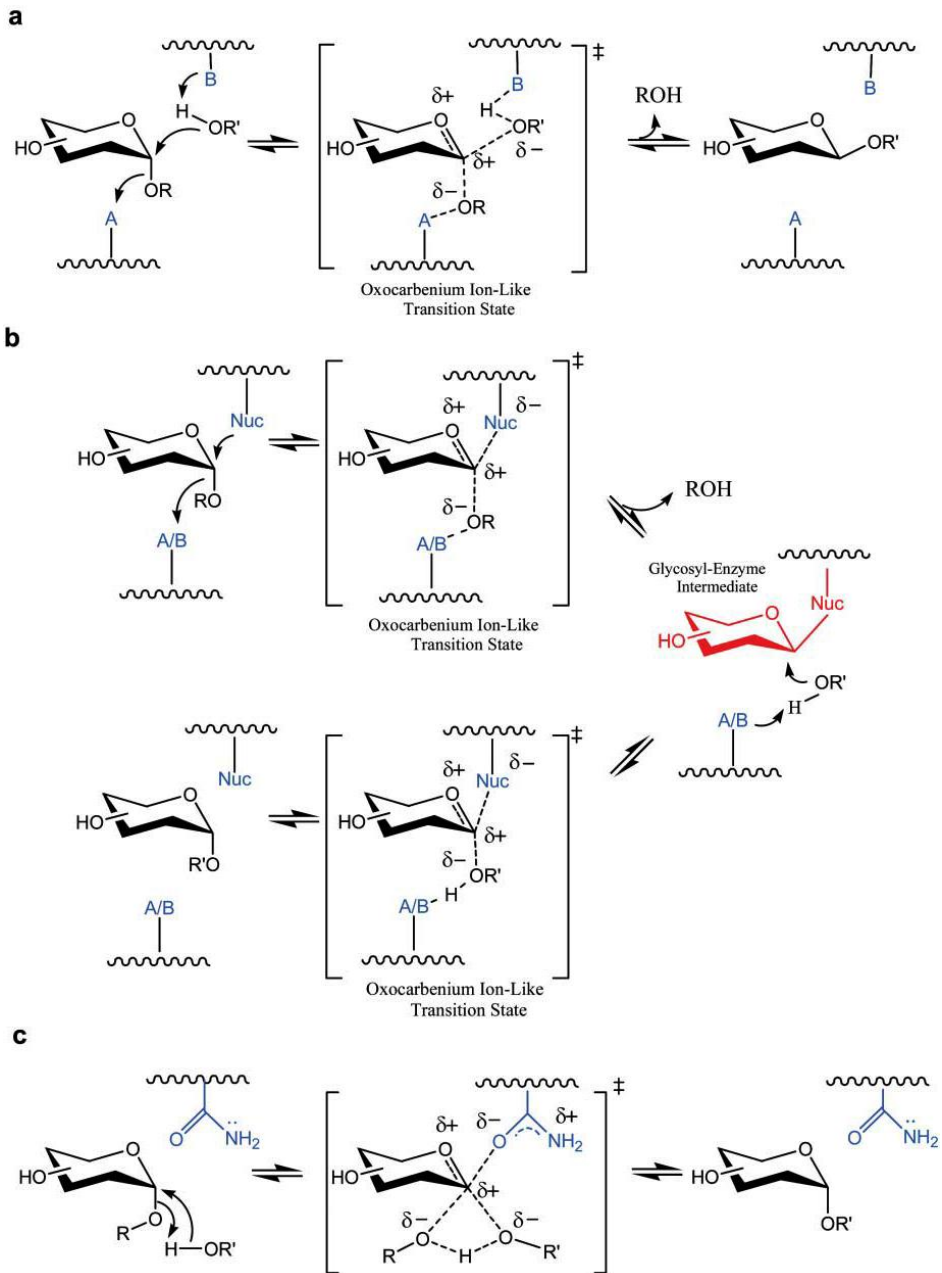 a
B
H
O
OR'
HO
OR
A
‡
B
δ+
H
O
OR'
HO
δ+
δ−
δ−
OR
A
Oxocarbenium Ion-Like
Transition State
ROH
B
O
OR'
HO
A
b
Nuc
O
HO
RO
A/B
‡
δ+
δ−
Nuc
O
HO
δ+
δ−
OR
A/B
Oxocarbenium Ion-Like
Transition State
ROH
Glycosyl-Enzyme
Intermediate
Nuc
O
HO
OR'
H
A/B
Nuc
O
HO
R'O
A/B
‡
δ+
δ−
Nuc
O
HO
δ+
δ−
OR'
H
A/B
Oxocarbenium Ion-Like
Transition State
c
O
NH2
O
HO
O
R
H
OR'
‡
δ+
δ−
δ+
O
NH2
O
HO
δ+
δ−
δ−
O
O
R
H
R'
O
NH2
O
HO
OR'